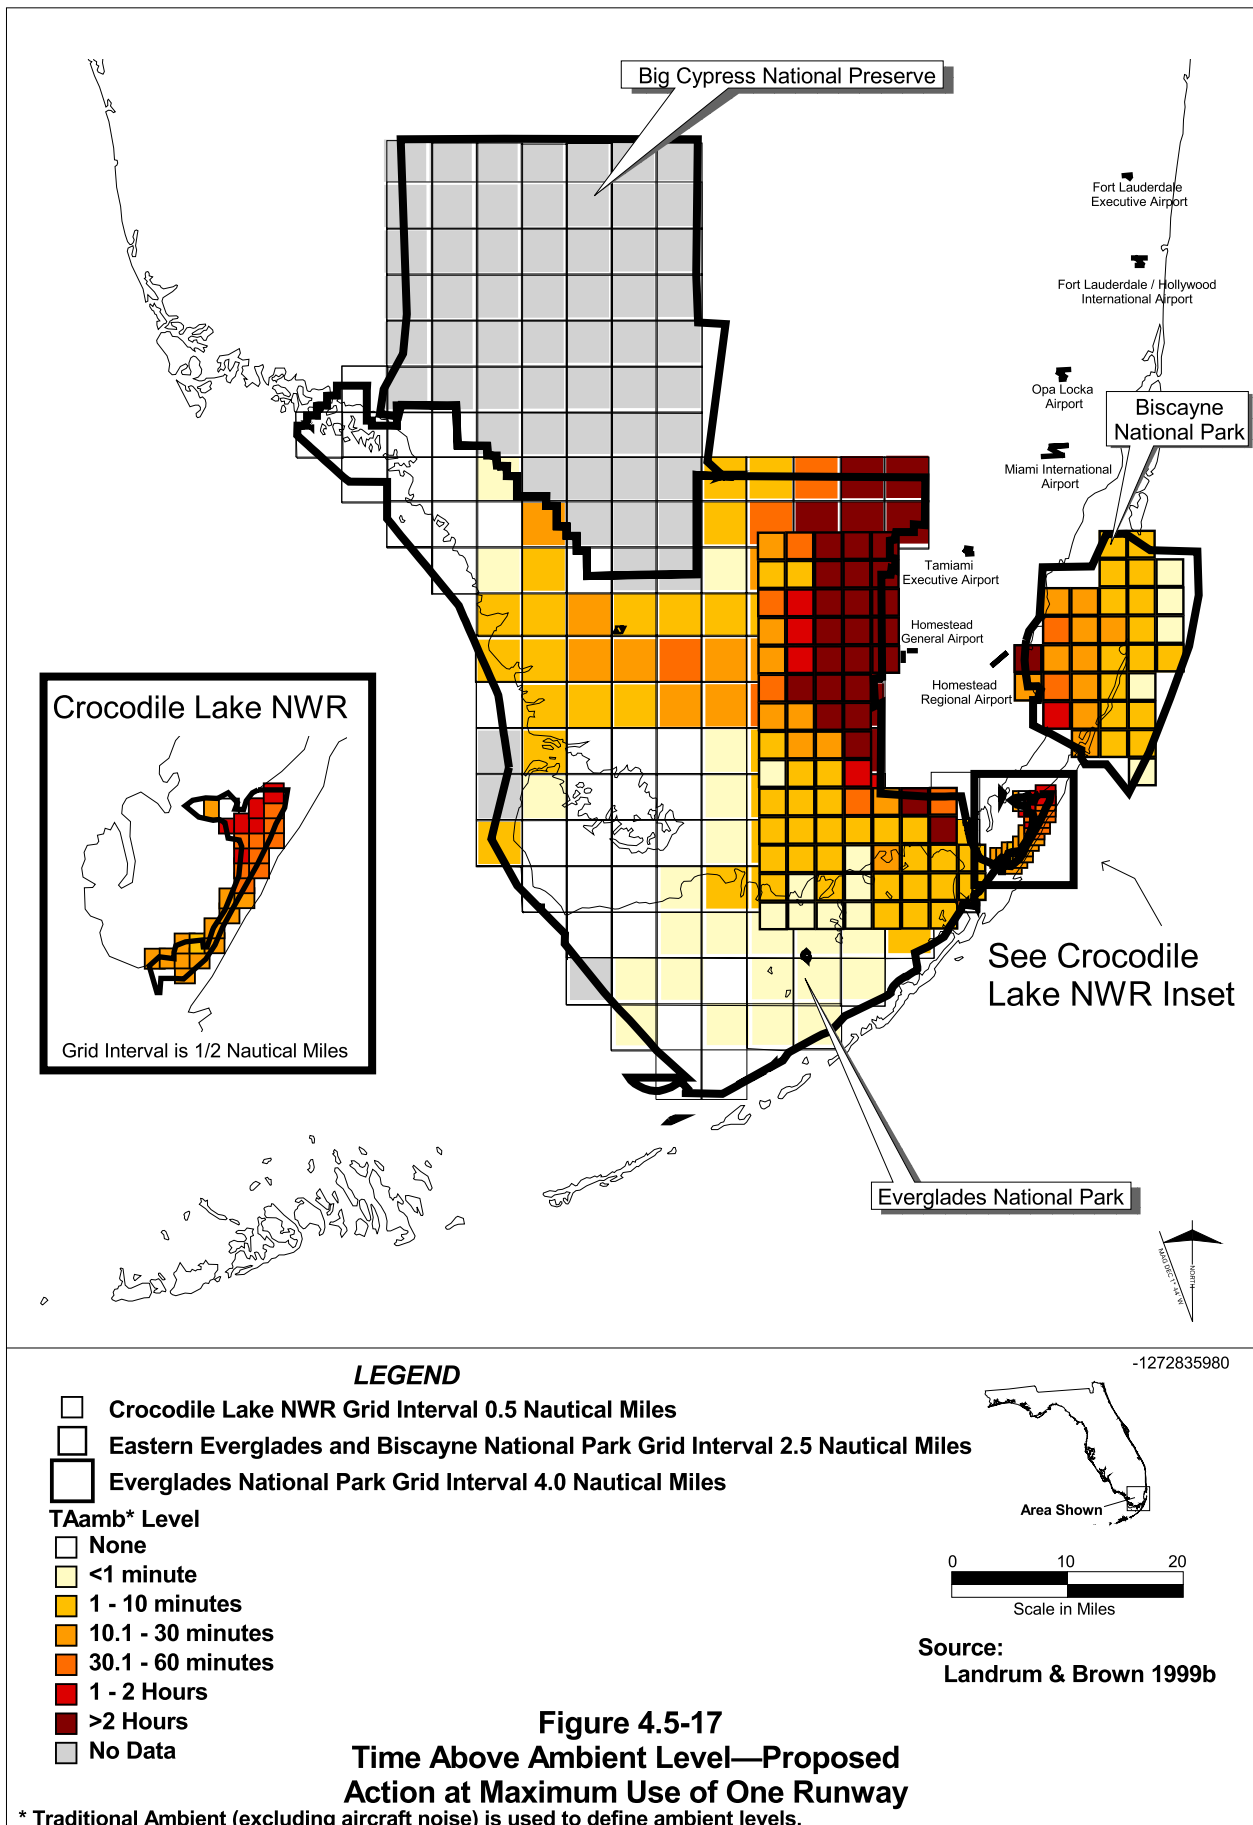 Big Cypress National Preserve
Fort Lauderdale
Executive Airport
Fort Lauderdale / Hollywood
International Airport
Opa Locka
Airport
Biscayne
National Park
Miami International
Airport
Tamiami
Executive Airport
Homestead
General Airport
Homestead
Regional Airport
Crocodile Lake NWR
Grid Interval is 1/2 Nautical Miles
See Crocodile
Lake NWR Inset
Everglades National Park
MAG DEC 1° 44' W
NORTH
-1272835980
LEGEND
Crocodile Lake NWR Grid Interval 0.5 Nautical Miles
Eastern Everglades and Biscayne National Park Grid Interval 2.5 Nautical Miles
Everglades National Park Grid Interval 4.0 Nautical Miles
TAamb* Level
None
<1 minute
1 - 10 minutes
10.1 - 30 minutes
30.1 - 60 minutes
1 - 2 Hours
>2 Hours
No Data
Area Shown
0 10 20
Scale in Miles
Source:
Landrum & Brown 1999b
Figure 4.5-17
Time Above Ambient Level—Proposed
Action at Maximum Use of One Runway
* Traditional Ambient (excluding aircraft noise) is used to define ambient levels.